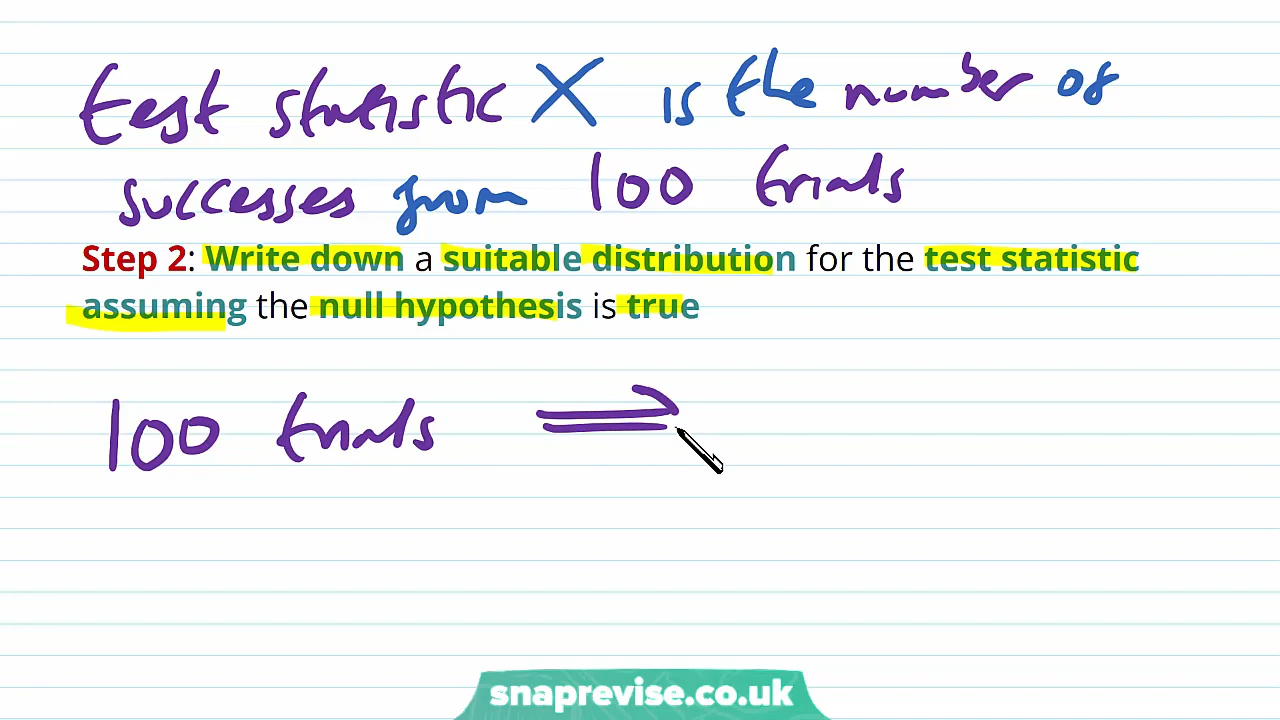 test statistic X is the number of
successes from 100 trials
Step 2: Write down a suitable distribution for the test statistic
assuming the null hypothesis is true
100 trials ⟹
snaprevise.co.uk